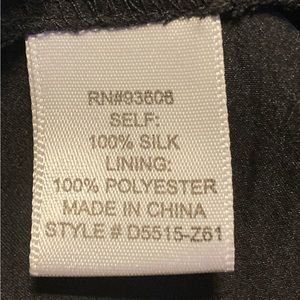 RN#93608
SELF:
100% SILK
LINING:
100% POLYESTER
MADE IN CHINA
STYLE # D5515-Z61